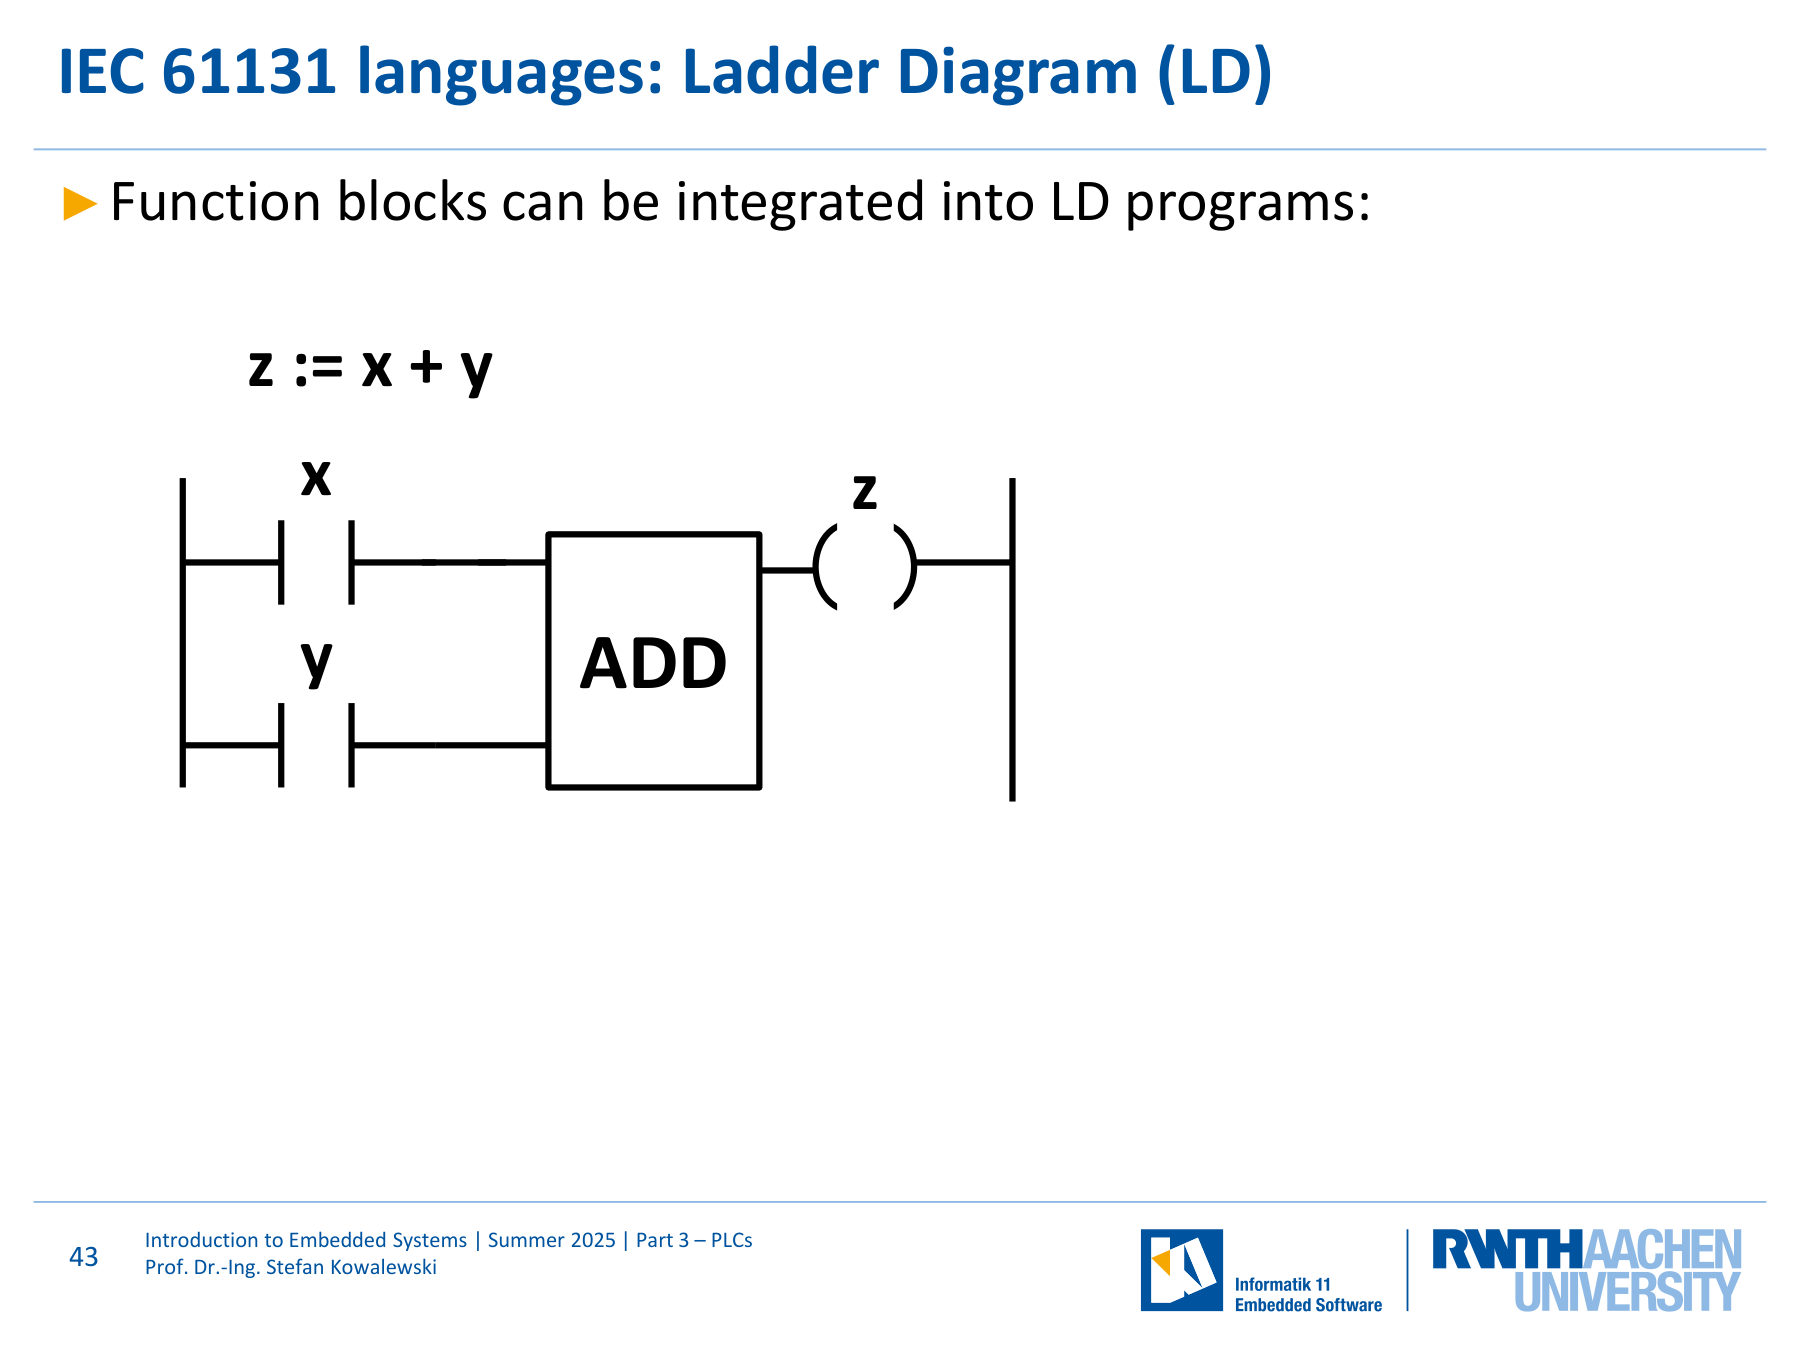 IEC 61131 languages: Ladder Diagram (LD)
Function blocks can be integrated into LD programs:
z := x + y
x
z
y
ADD
43
Introduction to Embedded Systems | Summer 2025 | Part 3 – PLCs
Prof. Dr.-Ing. Stefan Kowalewski
Informatik 11
Embedded Software
RWTHAACHEN
UNIVERSITY